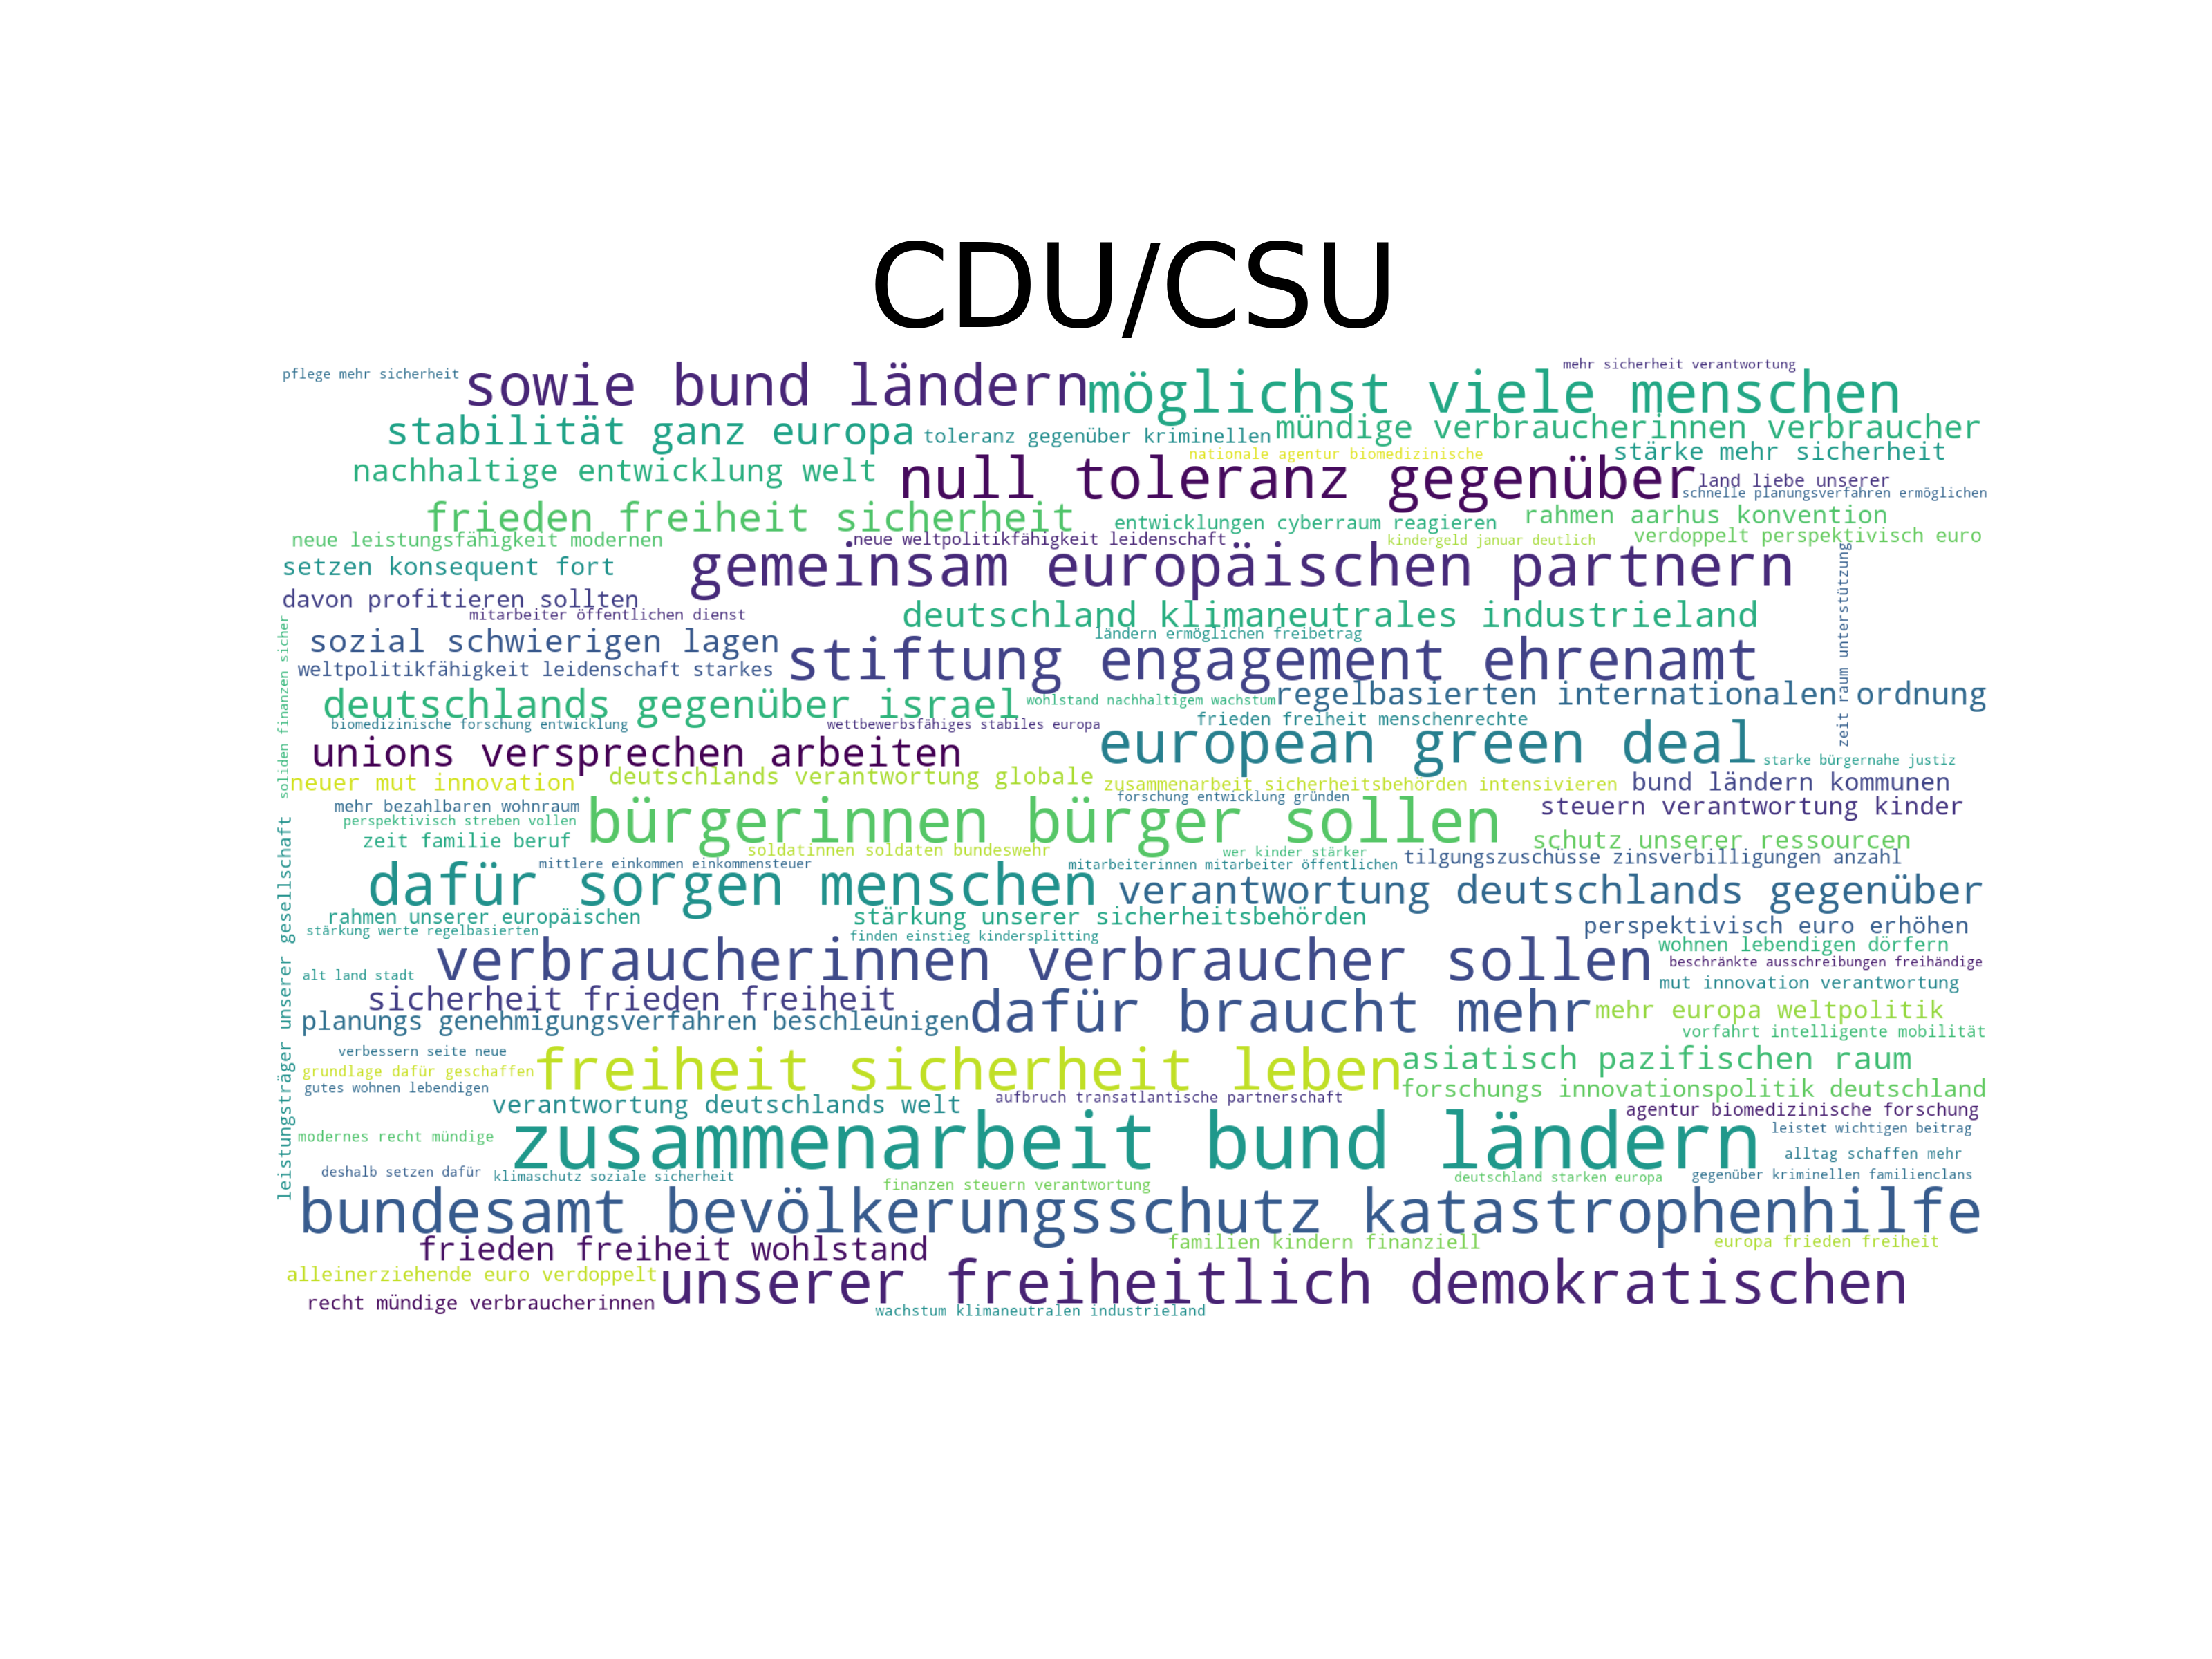 CDU/CSU
pflege mehr sicherheit
sowie bund ländern
möglichst viele menschen
mehr sicherheit verantwortung
stabilität ganz europa
toleranz gegenüber kriminellen
mündige verbraucherinnen verbraucher
nationale agentur biomedizinische
stärke mehr sicherheit
nachhaltige entwicklung welt
null toleranz gegenüber
land liebe unserer
schnelle planungsverfahren ermöglichen
frieden freiheit sicherheit
entwicklungen cyberraum reagieren
rahmen aarhus konvention
neue leistungsfähigkeit modernen
neue weltpolitikfähigkeit leidenschaft
kindergeld januar deutlich
verdoppelt perspektivisch euro
setzen konsequent fort
gemeinsam europäischen partnern
zeit raum unterstützung
davon profitieren sollten
mitarbeiter öffentlichen dienst
deutschland klimaneutrales industrieland
soliden finanzen sicher
sozial schwierigen lagen
ländern ermöglichen freibetrag
weltpolitikfähigkeit leidenschaft starkes
stiftung engagement ehrenamt
deutschlands gegenüber israel
wohlstand nachhaltigem wachstum
regelbasierten internationalen ordnung
biomedizinische forschung entwicklung
wettbewerbsfähiges stabiles europa
frieden freiheit menschenrechte
unions versprechen arbeiten
european green deal
starke bürgernahe justiz
neuer mut innovation
deutschlands verantwortung globale
zusammenarbeit sicherheitsbehörden intensivieren
bund ländern kommunen
mehr bezahlbaren wohnraum
forschung entwicklung gründen
steuern verantwortung kinder
perspektivisch streben vollen
bürgerinnen bürger sollen
zeit familie beruf
schutz unserer ressourcen
soldatinnen soldaten bundeswehr
wer kinder stärker
tilgungszuschüsse zinsverbilligungen anzahl
mittlere einkommen einkommensteuer
mitarbeiterinnen mitarbeiter öffentlichen
dafür sorgen menschen
verantwortung deutschlands gegenüber
leistungsträger unserer gesellschaft
rahmen unserer europäischen
stärkung unserer sicherheitsbehörden
perspektivisch euro erhöhen
stärkung werte regelbasierten
finden einstieg kindersplitting
wohnen lebendigen dörfern
verbraucherinnen verbraucher sollen
beschränkte ausschreibungen freihändige
alt land stadt
mut innovation verantwortung
sicherheit frieden freiheit
dafür braucht mehr
mehr europa weltpolitik
planungs genehmigungsverfahren beschleunigen
vorfahrt intelligente mobilität
verbessern seite neue
freiheit sicherheit leben
asiatisch pazifischen raum
grundlage dafür geschaffen
gutes wohnen lebendigen
forschungs innovationspolitik deutschland
verantwortung deutschlands welt
aufbruch transatlantische partnerschaft
agentur biomedizinische forschung
modernes recht mündige
zusammenarbeit bund ländern
leistet wichtigen beitrag
alltag schaffen mehr
deshalb setzen dafür
klimaschutz soziale sicherheit
deutschland starken europa
gegenüber kriminellen familienclans
finanzen steuern verantwortung
bundesamt bevölkerungsschutz katastrophenhilfe
frieden freiheit wohlstand
familien kindern finanziell
europa frieden freiheit
alleinerziehende euro verdoppelt
unserer freiheitlich demokratischen
recht mündige verbraucherinnen
wachstum klimaneutralen industrieland